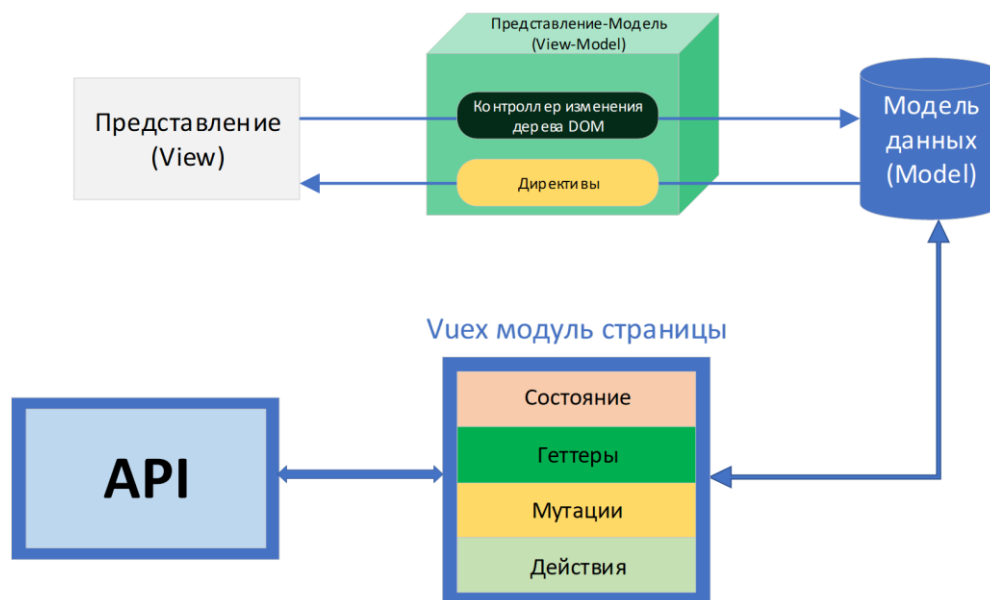 Представление-Модель
(View-Model)
Контроллер изменения
дерева DOM
Директивы
Представление
(View)
Модель
данных
(Model)
Vuex модуль страницы
Состояние
Геттеры
Мутации
Действия
API